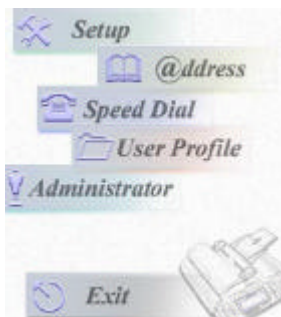 Setup
@ddress
Speed Dial
User Profile
Administrator
Exit